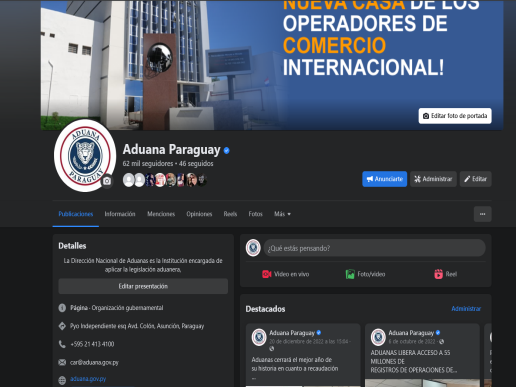 NUEVA CASA DE LOS
OPERADORES DE
COMERCIO
INTERNACIONAL!
Editar foto de portada
ADUANA
PARAGUAY
Aduana Paraguay
62 mil seguidores • 46 seguidos
Anunciarte
Administrar
Editar
Publicaciones
Información
Menciones
Opiniones
Reels
Fotos
Más
Detalles
La Dirección Nacional de Aduanas es la Institución encargada de
aplicar la legislación aduanera.
Editar presentación
Página · Organización gubernamental
Pyo Independiente esq Avd. Colón, Asunción, Paraguay
+595 21 413 4100
car@aduana.gov.py
aduana.gov.py
¿Qué estás pensando?
Video en vivo
Foto/video
Reel
Destacados
Administrar
Aduana Paraguay
20 de diciembre de 2022 a las 15:04 ·
Aduanas cerrará el mejor año de
su historia en cuanto a recaudación
...
Aduana Paraguay
6 de octubre de 2022 ·
ADUANAS LIBERA ACCESO A 55
MILLONES DE
REGISTROS DE OPERACIONES DE...